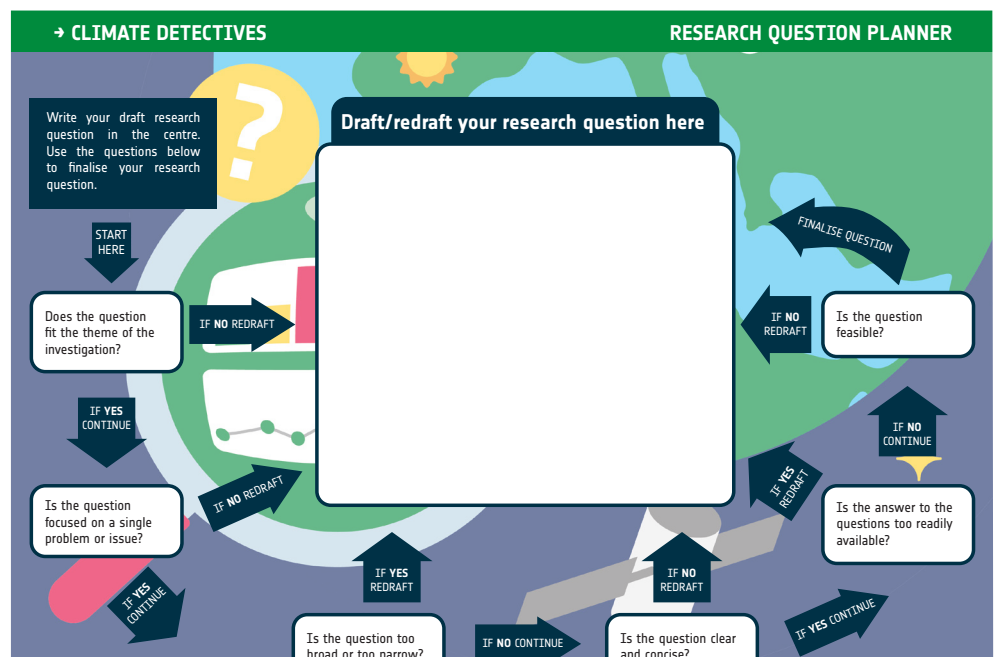 → CLIMATE DETECTIVES
RESEARCH QUESTION PLANNER
Write your draft research
question in the centre.
Use the questions below
to finalise your research
question.
Draft/redraft your research question here
START
HERE
Does the question
fit the theme of the
investigation?
IF NO REDRAFT
IF YES
CONTINUE
Is the question
focused on a single
problem or issue?
IF NO REDRAFT
IF YES
CONTINUE
Is the question too
broad or too narrow?
IF YES
REDRAFT
IF NO CONTINUE
Is the question clear
and concise?
IF NO
REDRAFT
IF YES CONTINUE
Is the answer to the
questions too readily
available?
IF YES
REDRAFT
IF NO
CONTINUE
Is the question
feasible?
IF NO
REDRAFT
FINALISE QUESTION